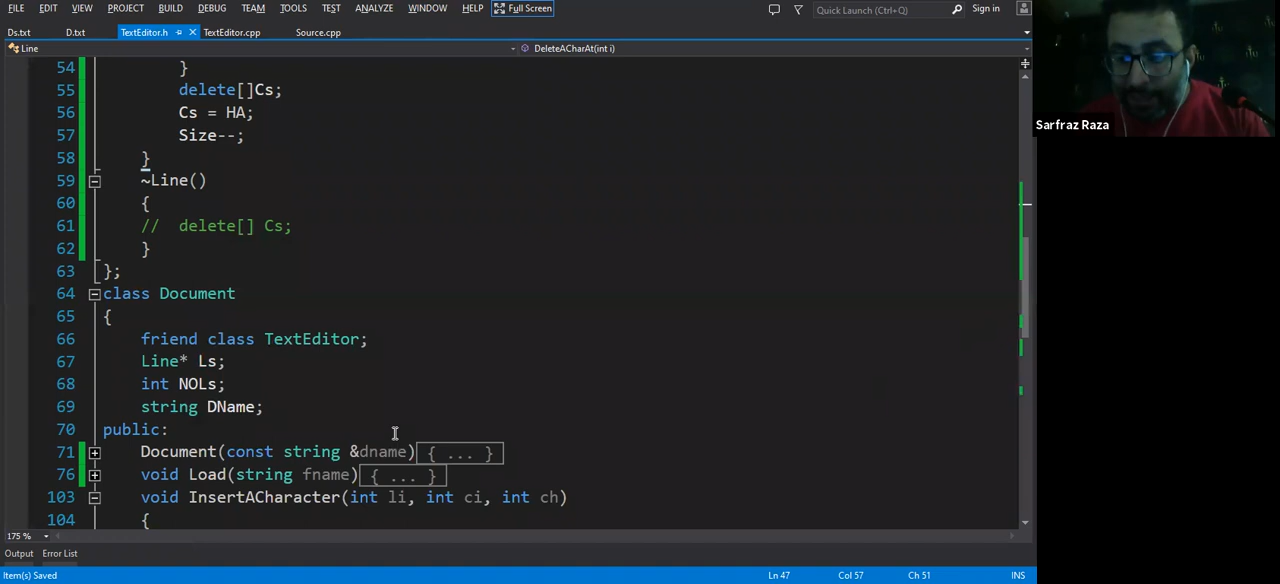 FILE EDIT VIEW PROJECT BUILD DEBUG TEAM TOOLS TEST ANALYZE WINDOW HELP Full Screen Quick Launch (Ctrl+Q) Sign in
Ds.txt D.txt TextEditor.h TextEditor.cpp Source.cpp
Line DeleteACharAt(int i)
54 }
55 delete[]Cs;
56 Cs = HA;
57 Size--;
58 }
59 ~Line()
60 {
61 // delete[] Cs;
62 }
63 };
64 class Document
65 {
66 friend class TextEditor;
67 Line* Ls;
68 int NOLs;
69 string DName;
70 public:
71 Document(const string &dname){ ... }
76 void Load(string fname){ ... }
103 void InsertACharacter(int li, int ci, int ch)
104 {
175 %
Output Error List
Item(s) Saved Ln 47 Col 57 Ch 51 INS
Sarfraz Raza